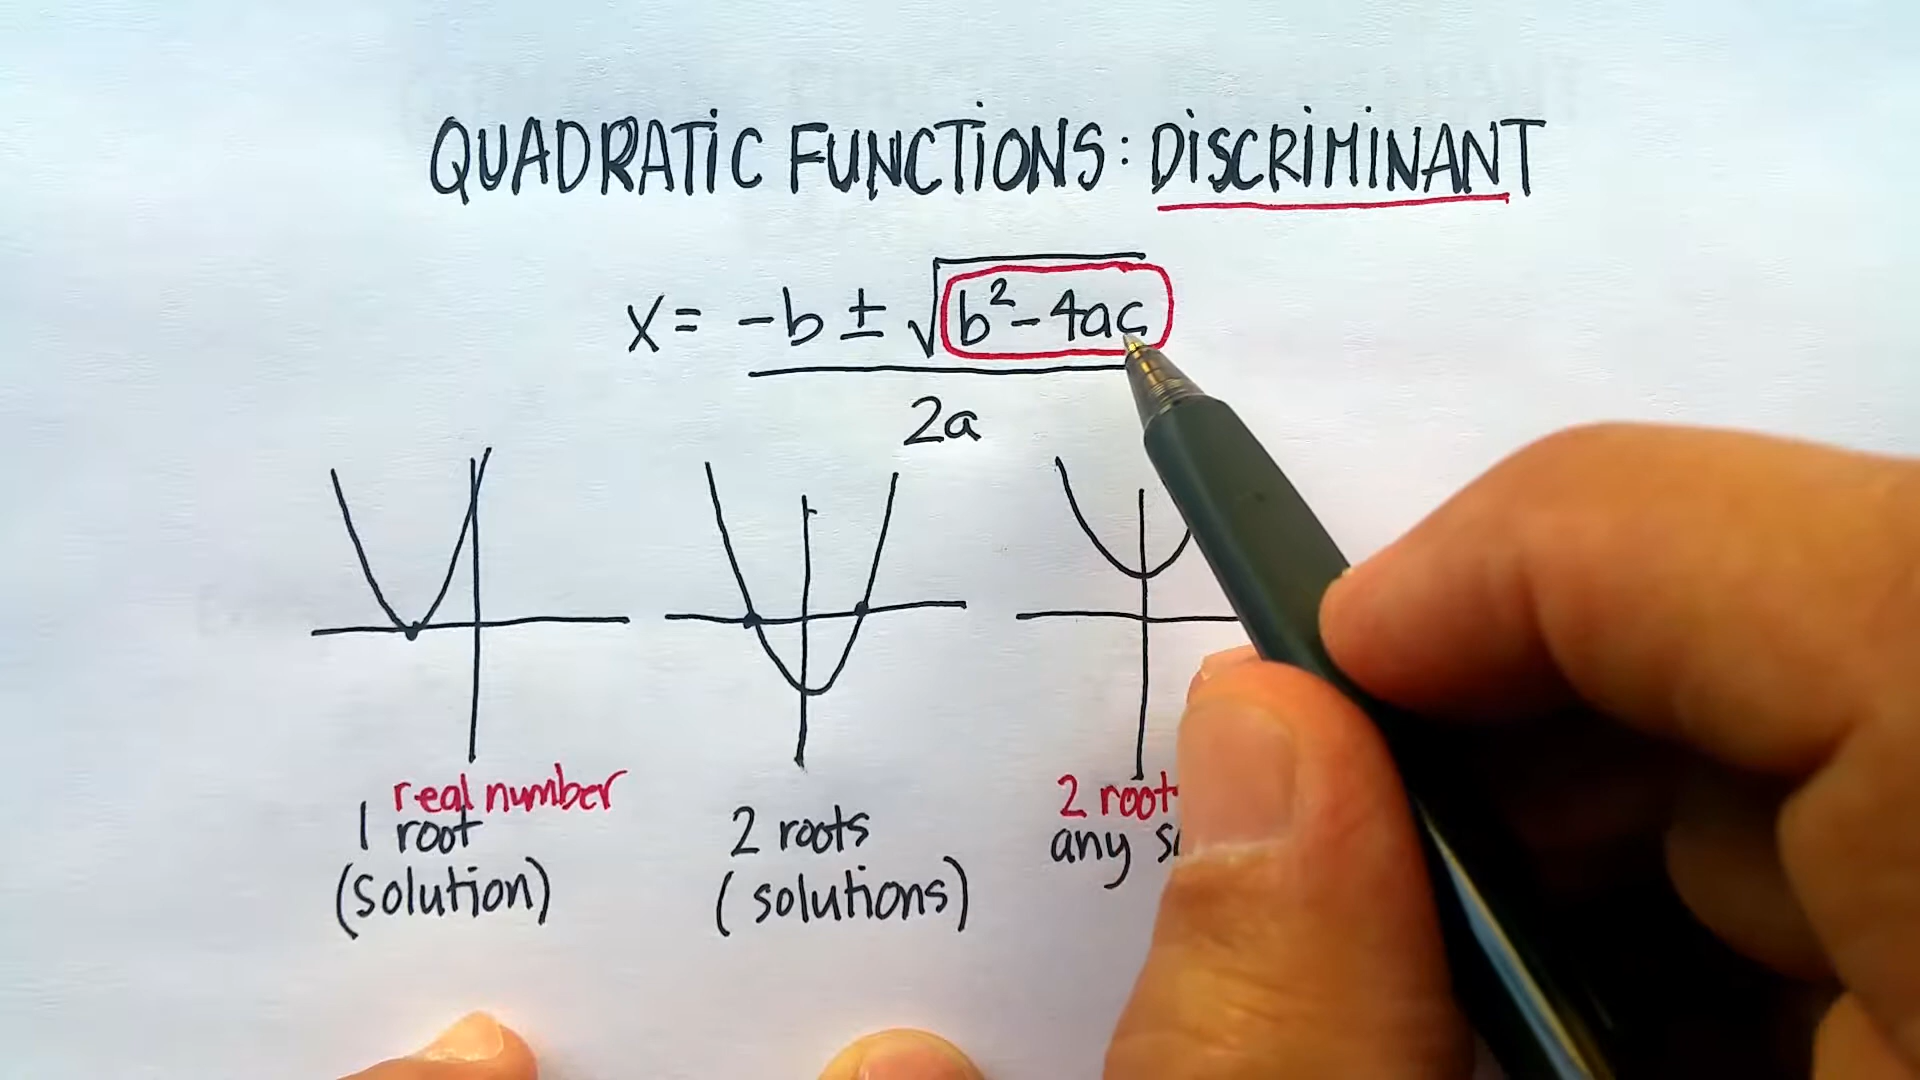 QUADRATIC FUNCTIONS: DISCRIMINANT
x = -b ± √b²-4ac
2a
real number
1 root
(solution)
2 roots
( solutions)
2 root
any